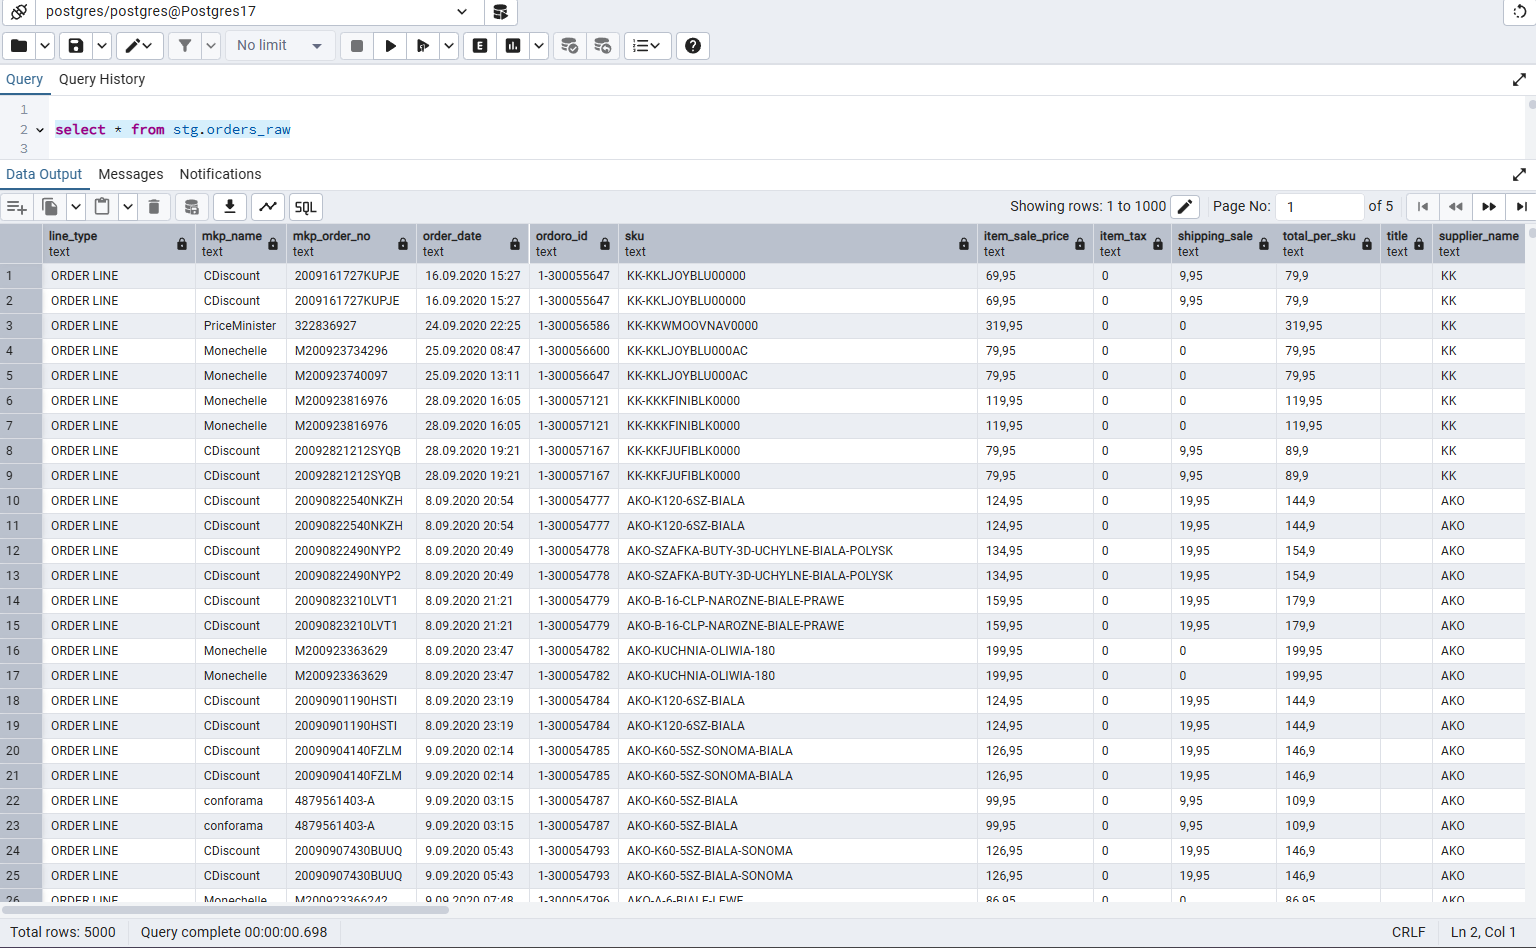 postgres/postgres@Postgres17
No limit
Query Query History
1
2 select * from stg.orders_raw
3
Data Output Messages Notifications
SQL Showing rows: 1 to 1000 Page No: 1 of 5
line_type mkp_name mkp_order_no order_date ordoro_id sku item_sale_price item_tax shipping_sale total_per_sku title supplier_name
text text text text text text text text text text text text
1 ORDER LINE CDiscount 2009161727KUPJE 16.09.2020 15:27 1-300055647 KK-KKLJOYBLU00000 69,95 0 9,95 79,9 KK
2 ORDER LINE CDiscount 2009161727KUPJE 16.09.2020 15:27 1-300055647 KK-KKLJOYBLU00000 69,95 0 9,95 79,9 KK
3 ORDER LINE PriceMinister 322836927 24.09.2020 22:25 1-300056586 KK-KKWMOOVNAV0000 319,95 0 0 319,95 KK
4 ORDER LINE Monechelle M200923734296 25.09.2020 08:47 1-300056600 KK-KKLJOYBLU000AC 79,95 0 0 79,95 KK
5 ORDER LINE Monechelle M200923740097 25.09.2020 13:11 1-300056647 KK-KKLJOYBLU000AC 79,95 0 0 79,95 KK
6 ORDER LINE Monechelle M200923816976 28.09.2020 16:05 1-300057121 KK-KKKFINIBLK0000 119,95 0 0 119,95 KK
7 ORDER LINE Monechelle M200923816976 28.09.2020 16:05 1-300057121 KK-KKKFINIBLK0000 119,95 0 0 119,95 KK
8 ORDER LINE CDiscount 20092821212SYQB 28.09.2020 19:21 1-300057167 KK-KKFJUFIBLK0000 79,95 0 9,95 89,9 KK
9 ORDER LINE CDiscount 20092821212SYQB 28.09.2020 19:21 1-300057167 KK-KKFJUFIBLK0000 79,95 0 9,95 89,9 KK
10 ORDER LINE CDiscount 20090822540NKZH 8.09.2020 20:54 1-300054777 AKO-K120-6SZ-BIALA 124,95 0 19,95 144,9 AKO
11 ORDER LINE CDiscount 20090822540NKZH 8.09.2020 20:54 1-300054777 AKO-K120-6SZ-BIALA 124,95 0 19,95 144,9 AKO
12 ORDER LINE CDiscount 20090822490NYP2 8.09.2020 20:49 1-300054778 AKO-SZAFKA-BUTY-3D-UCHYLNE-BIALA-POLYSK 134,95 0 19,95 154,9 AKO
13 ORDER LINE CDiscount 20090822490NYP2 8.09.2020 20:49 1-300054778 AKO-SZAFKA-BUTY-3D-UCHYLNE-BIALA-POLYSK 134,95 0 19,95 154,9 AKO
14 ORDER LINE CDiscount 20090823210LVT1 8.09.2020 21:21 1-300054779 AKO-B-16-CLP-NAROZNE-BIALE-PRAWE 159,95 0 19,95 179,9 AKO
15 ORDER LINE CDiscount 20090823210LVT1 8.09.2020 21:21 1-300054779 AKO-B-16-CLP-NAROZNE-BIALE-PRAWE 159,95 0 19,95 179,9 AKO
16 ORDER LINE Monechelle M200923363629 8.09.2020 23:47 1-300054782 AKO-KUCHNIA-OLIWIA-180 199,95 0 0 199,95 AKO
17 ORDER LINE Monechelle M200923363629 8.09.2020 23:47 1-300054782 AKO-KUCHNIA-OLIWIA-180 199,95 0 0 199,95 AKO
18 ORDER LINE CDiscount 20090901190HSTI 8.09.2020 23:19 1-300054784 AKO-K120-6SZ-BIALA 124,95 0 19,95 144,9 AKO
19 ORDER LINE CDiscount 20090901190HSTI 8.09.2020 23:19 1-300054784 AKO-K120-6SZ-BIALA 124,95 0 19,95 144,9 AKO
20 ORDER LINE CDiscount 20090904140FZLM 9.09.2020 02:14 1-300054785 AKO-K60-5SZ-SONOMA-BIALA 126,95 0 19,95 146,9 AKO
21 ORDER LINE CDiscount 20090904140FZLM 9.09.2020 02:14 1-300054785 AKO-K60-5SZ-SONOMA-BIALA 126,95 0 19,95 146,9 AKO
22 ORDER LINE conforama 4879561403-A 9.09.2020 03:15 1-300054787 AKO-K60-5SZ-BIALA 99,95 0 9,95 109,9 AKO
23 ORDER LINE conforama 4879561403-A 9.09.2020 03:15 1-300054787 AKO-K60-5SZ-BIALA 99,95 0 9,95 109,9 AKO
24 ORDER LINE CDiscount 20090907430BUUQ 9.09.2020 05:43 1-300054793 AKO-K60-5SZ-BIALA-SONOMA 126,95 0 19,95 146,9 AKO
25 ORDER LINE CDiscount 20090907430BUUQ 9.09.2020 05:43 1-300054793 AKO-K60-5SZ-BIALA-SONOMA 126,95 0 19,95 146,9 AKO
26 ORDER LINE Monechelle M200923366242 9.09.2020 07:48 1-300054796 AKO-A-6-BIALE-LEWE 86,95 0 0 86,95 AKO
Total rows: 5000 Query complete 00:00:00.698 CRLF Ln 2, Col 1